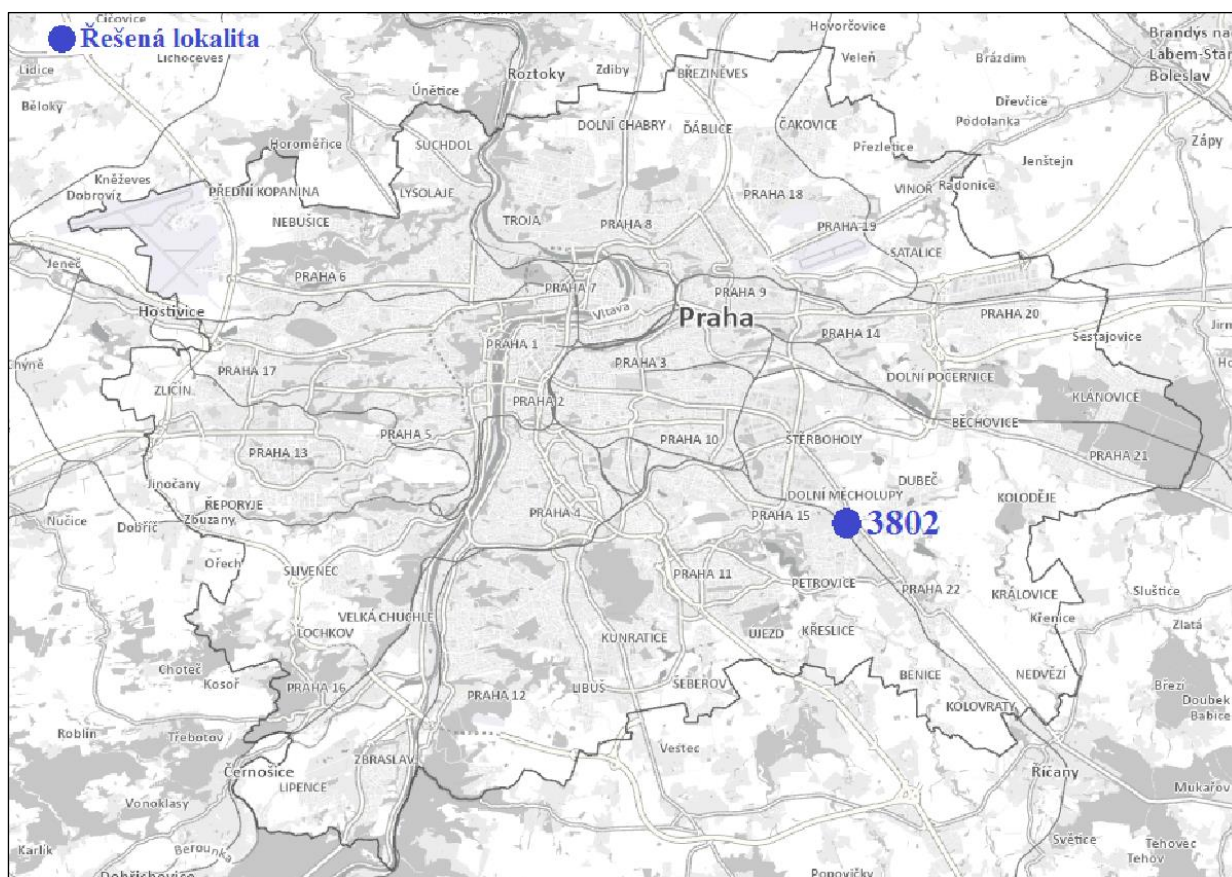 Řešená lokalita
Číčovice
Lichoceves
Lidice
Běloky
Roztoky
Zdiby
Hovorčovice
Veleň
Brázdim
Brandýs na
Labem-Star
Boleslav
Únětice
BŘEZINĚVES
Dřevčice
Podolanka
Zápy
DOLNÍ CHABRY
ĎÁBLICE
ČAKOVICE
Přezletice
Jenštejn
Horoměřice
SUCHDOL
Kněževes
Dobrovíz
PŘEDNÍ KOPANINA
LYSOLAJE
PRAHA 18
VINOŘ
Radonice
NEBUŠICE
TROJA
PRAHA 8
PRAHA 19
SATALICE
Jeneč
PRAHA 6
PRAHA 7
PRAHA 9
Hostivice
Vltava
Praha
PRAHA 20
PRAHA 14
Šestajovice
PRAHA 1
PRAHA 3
chýně
PRAHA 17
DOLNÍ POČERNICE
ZLIČÍN
PRAHA 2
KLÁNOVICE
PRAHA 5
PRAHA 10
ŠTĚRBOHOLY
BĚCHOVICE
PRAHA 13
PRAHA 21
Jinočany
DUBEČ
KOLODĚJE
ŘEPORYJE
DOLNÍ MĚCHOLUPY
Nučice
Dobříč
Zbuzany
PRAHA 4
PRAHA 15
3802
Ořech
SLIVENEC
PRAHA 11
PETROVICE
PRAHA 22
KRÁLOVICE
Sluštice
VELKÁ CHUCHLE
Křenice
Zlatá
LOCHKOV
KUNRATICE
ÚJEZD
KŘESLICE
Choteč
Kosoř
PRAHA 16
PRAHA 12
LIBUŠ
ŠEBEROV
BENICE
NEDVĚZÍ
Březí
Doubek
Babice
KOLOVRATY
Roblín
Třebotov
Vestec
ZBRASLAV
Černošice
LIPENCE
Říčany
Mukařov
Vonoklasy
Karlík
Berounka
Světice
Tehovec
Tehov
Dobřichovice
Popovičky